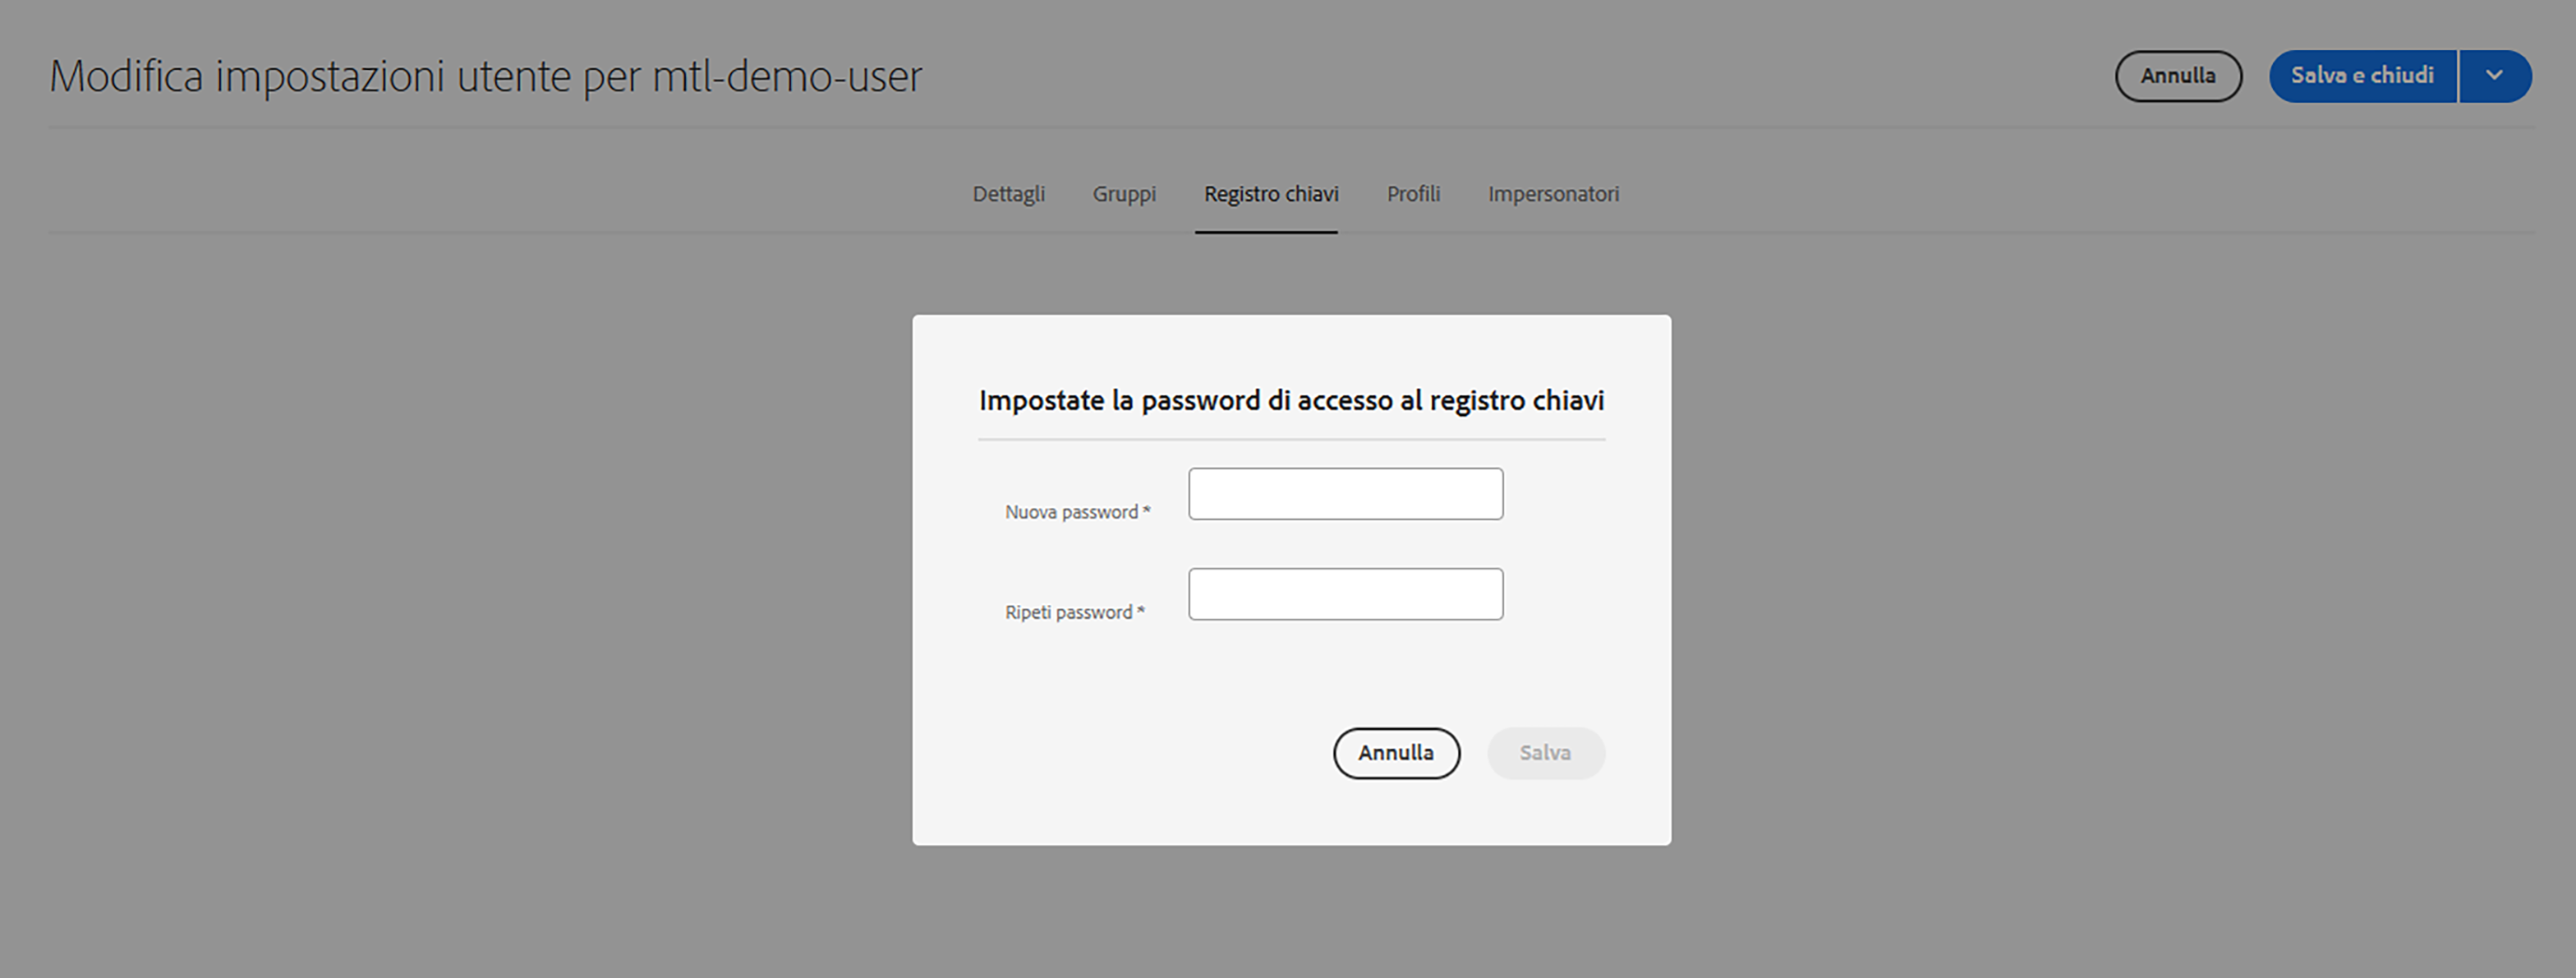 Modifica impostazioni utente per mtl-demo-user
Annulla
Salva e chiudi
Dettagli Gruppi Registro chiavi Profili Impersonatori
Impostate la password di accesso al registro chiavi
Nuova password *
Ripeti password *
Annulla Salva